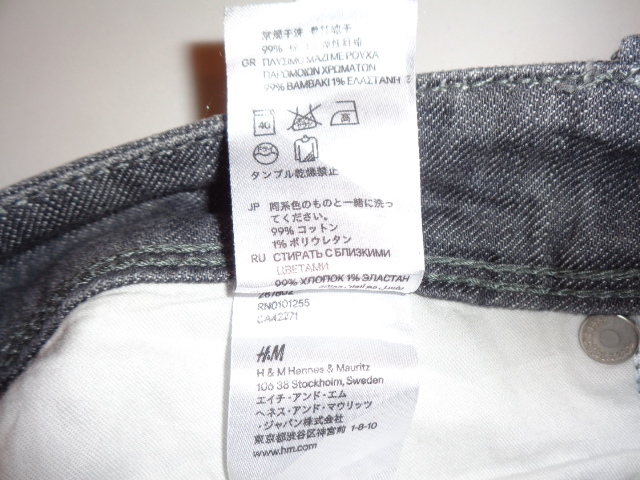 99%
GR ΠΛΥΣΙΜΟ ΜΑΖΙ ΜΕ ΡΟΥΧΑ
ΠΑΡΟΜΟΙΩΝ ΧΡΩΜΑΤΩΝ
99% ΒΑΜΒΑΚΙ 1% ΕΛΑΣΤΑΝΗ
40
高
ドライ
タンブル乾燥禁止
JP 同系色のものと一緒に洗っ
てください。
99% コットン
1% ポリウレタン
RU СТИРАТЬ С БЛИЗКИМИ
ЦВЕТАМИ
99% ХЛОПОК 1% ЭЛАСТАН
RN0101255
CA42271
H&M
H & M Hennes & Mauritz
106 38 Stockholm, Sweden
エイチ・アンド・エム
ヘネス・アンド・マウリッツ
・ジャパン株式会社
東京都渋谷区神宮前 1-8-10
www.hm.com